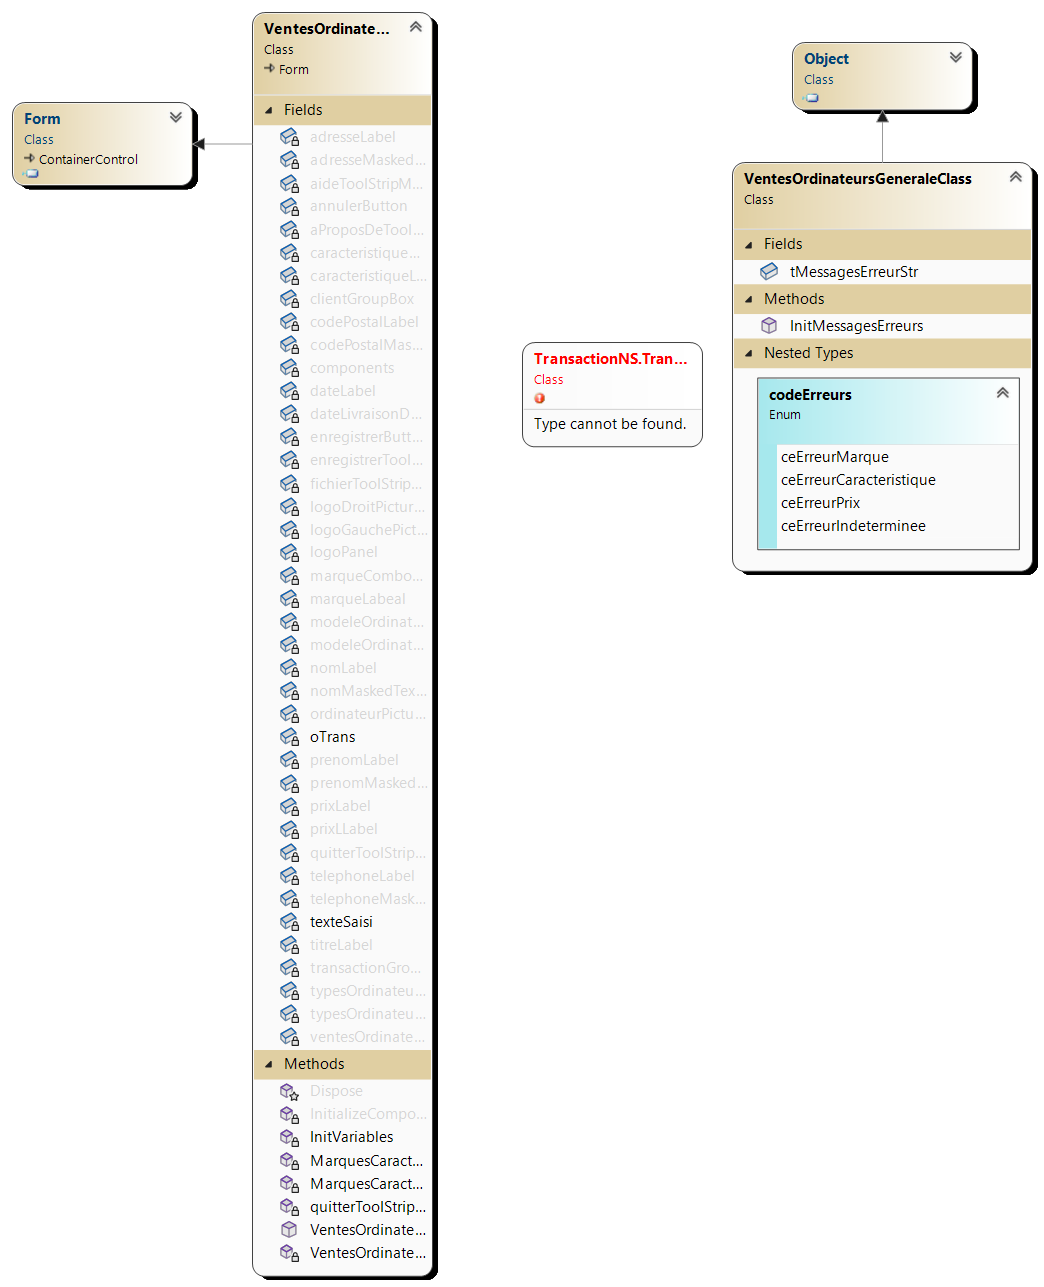 Form
Class
ContainerControl
VentesOrdinate...
Class
Form
Fields
adresseLabel
adresseMasked...
aideToolStripM...
annulerButton
aProposDeTool...
caracteristique...
caracteristiqueL...
clientGroupBox
codePostalLabel
codePostalMas...
components
dateLabel
dateLivraisonD...
enregistrerButt...
enregistrerTool...
fichierToolStrip...
logoDroitPictur...
logoGauchePict...
logoPanel
marqueCombo...
marqueLabeal
modeleOrdinat...
modeleOrdinat...
nomLabel
nomMaskedTex...
ordinateurPictu...
oTrans
prenomLabel
prenomMasked...
prixLabel
prixLLabel
quitterToolStrip...
telephoneLabel
telephoneMask...
texteSaisi
titreLabel
transactionGro...
typesOrdinateu...
typesOrdinateu...
ventesOrdinate...
Methods
Dispose
InitializeCompo...
InitVariables
MarquesCaract...
MarquesCaract...
quitterToolStrip...
VentesOrdinate...
VentesOrdinate...
TransactionNS.Tran...
Class
Type cannot be found.
Object
Class
VentesOrdinateursGeneraleClass
Class
Fields
tMessagesErreurStr
Methods
InitMessagesErreurs
Nested Types
codeErreurs
Enum
ceErreurMarque
ceErreurCaracteristique
ceErreurPrix
ceErreurIndeterminee